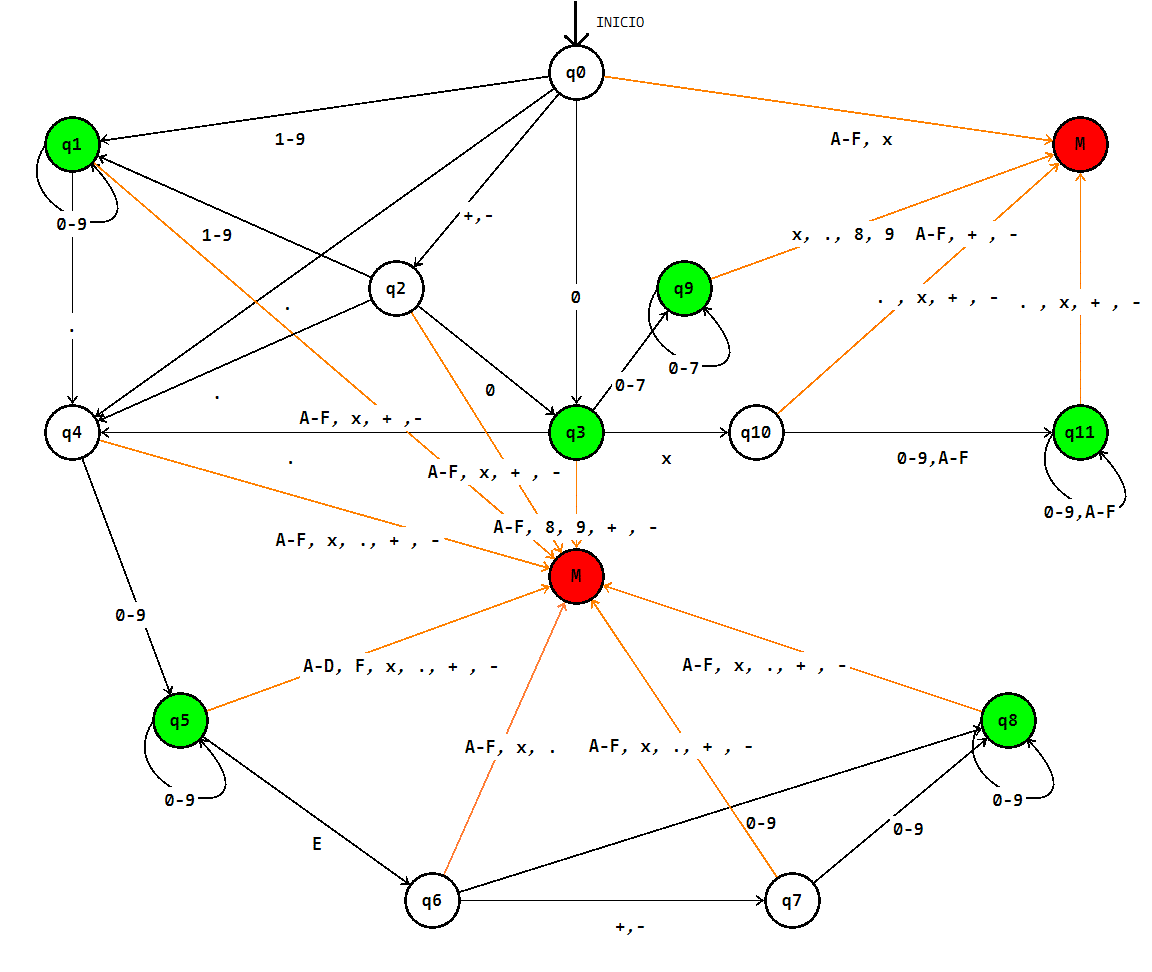 INICIO
q0
1-9
A-F, x
q1
M
0-9
+,-
1-9
x, ., 8, 9
A-F, + , -
q2
q9
0
.
. , x, + , -
. , x, + , -
.
0-7
0-7
.
0
A-F, x, + ,-
q4
q3
q10
q11
.
x
0-9,A-F
A-F, x, + , -
0-9,A-F
A-F, 8, 9, + , -
A-F, x, ., + , -
M
0-9
A-D, F, x, ., + , -
A-F, x, ., + , -
q5
q8
A-F, x, .
A-F, x, ., + , -
0-9
0-9
0-9
0-9
E
q6
q7
+,-